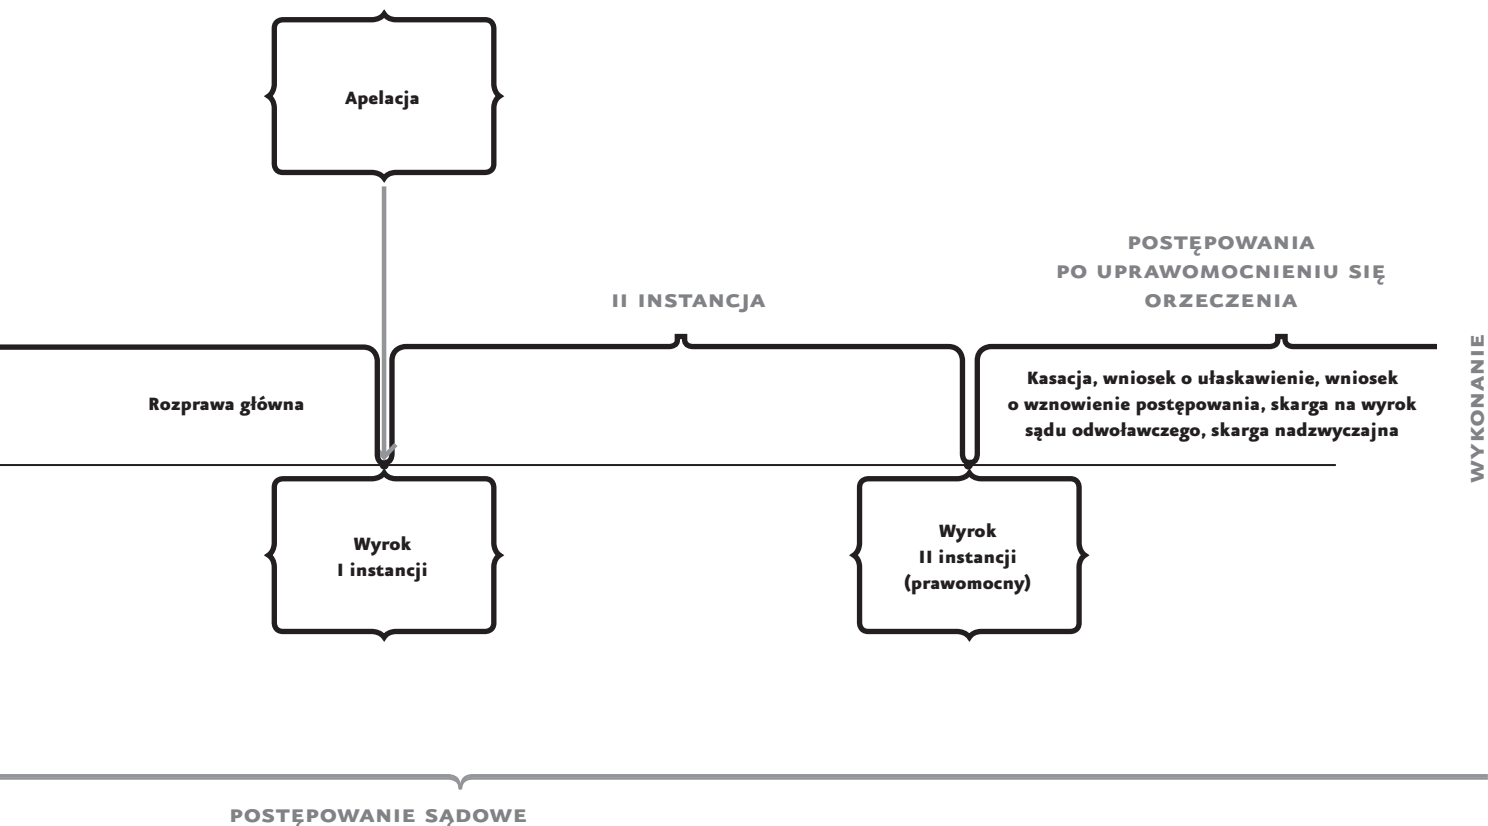 Apelacja
POSTĘPOWANIA
PO UPRAWOMOCNIENIU SIĘ
ORZECZENIA
II INSTANCJA
Rozprawa główna
Kasacja, wniosek o ułaskawienie, wniosek
o wznowienie postępowania, skarga na wyrok
sądu odwoławczego, skarga nadzwyczajna
WYKONANIE
Wyrok
I instancji
Wyrok
II instancji
(prawomocny)
POSTĘPOWANIE SĄDOWE